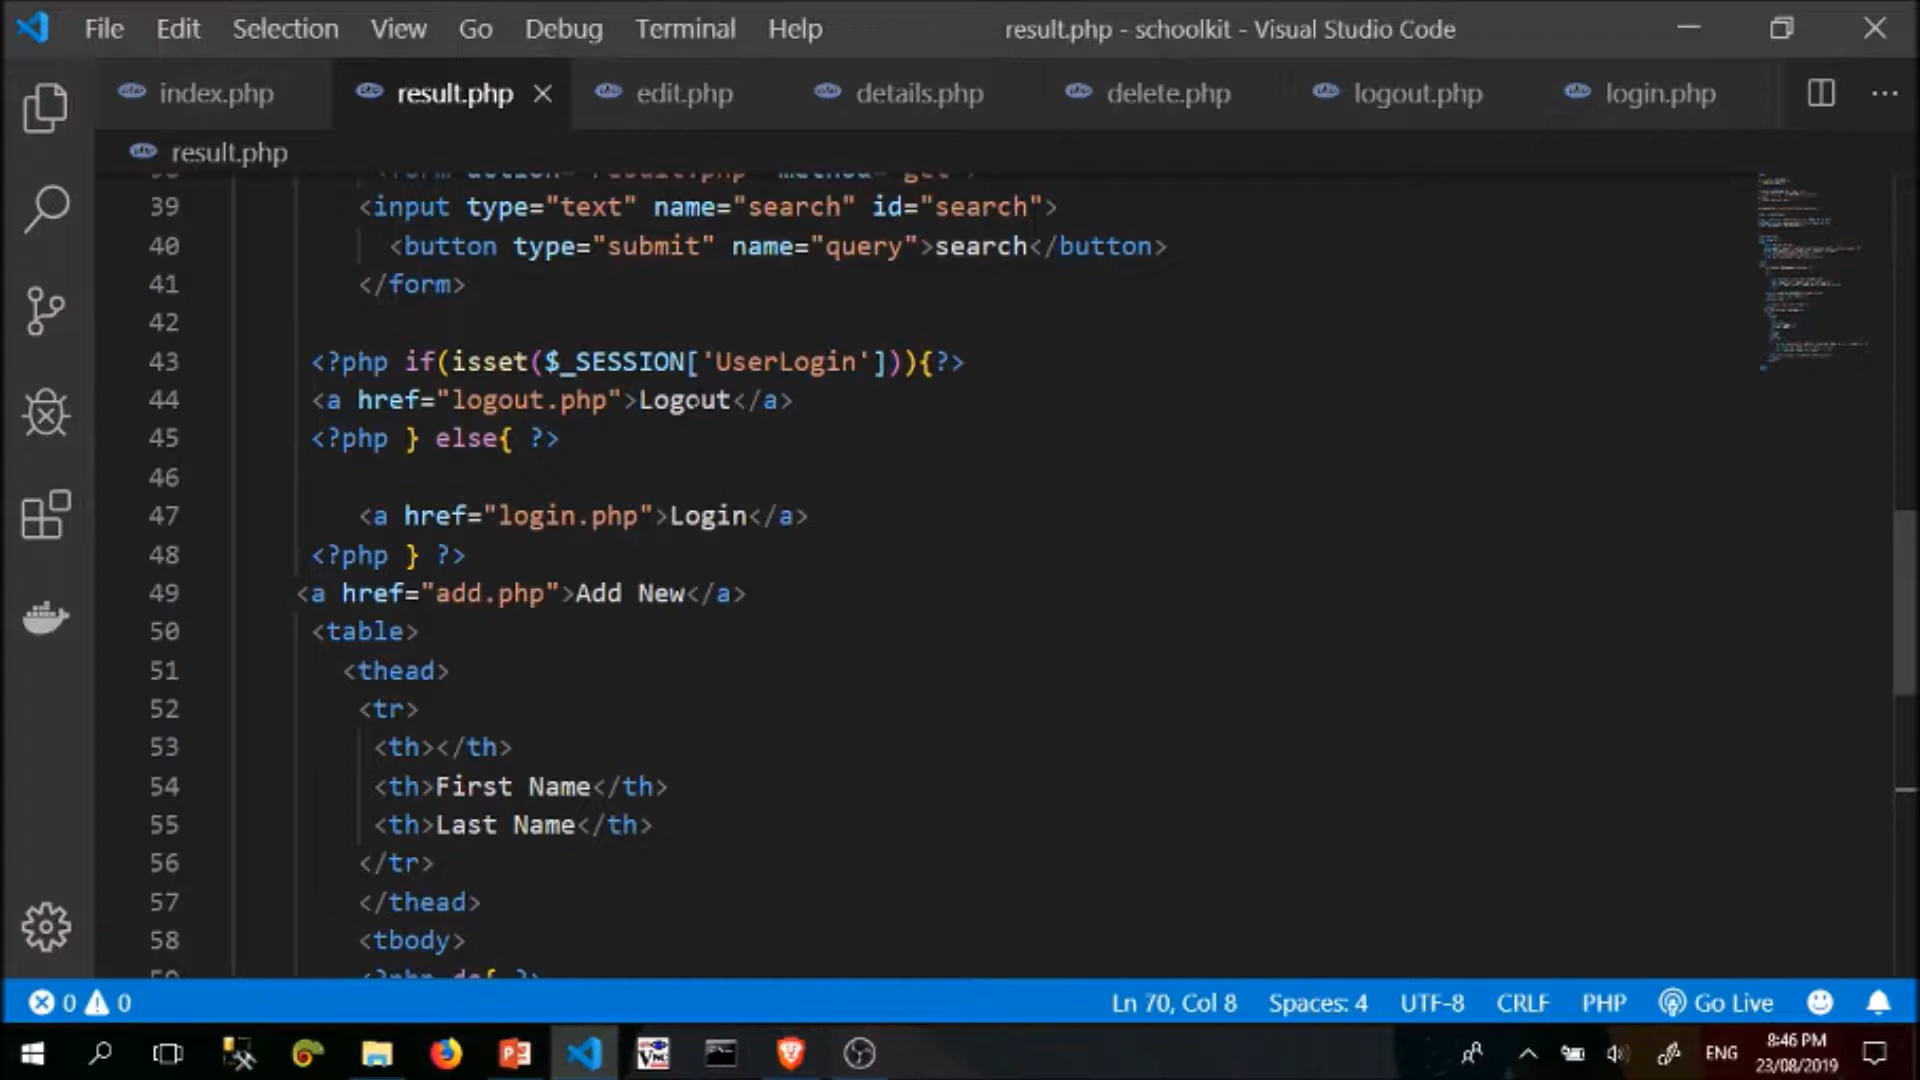 File Edit Selection View Go Debug Terminal Help result.php - schoolkit - Visual Studio Code
index.php result.php edit.php details.php delete.php logout.php login.php
result.php
39 <input type="text" name="search" id="search">
40 <button type="submit" name="query">search</button>
41 </form>
42
43 <?php if(isset($_SESSION['UserLogin'])){?>
44 <a href="logout.php">Logout</a>
45 <?php } else{ ?>
46
47 <a href="login.php">Login</a>
48 <?php } ?>
49 <a href="add.php">Add New</a>
50 <table>
51 <thead>
52 <tr>
53 <th></th>
54 <th>First Name</th>
55 <th>Last Name</th>
56 </tr>
57 </thead>
58 <tbody>
59 <?php do{ ?>
0 0 Ln 70, Col 8 Spaces: 4 UTF-8 CRLF PHP Go Live
ENG 8:46 PM
23/08/2019